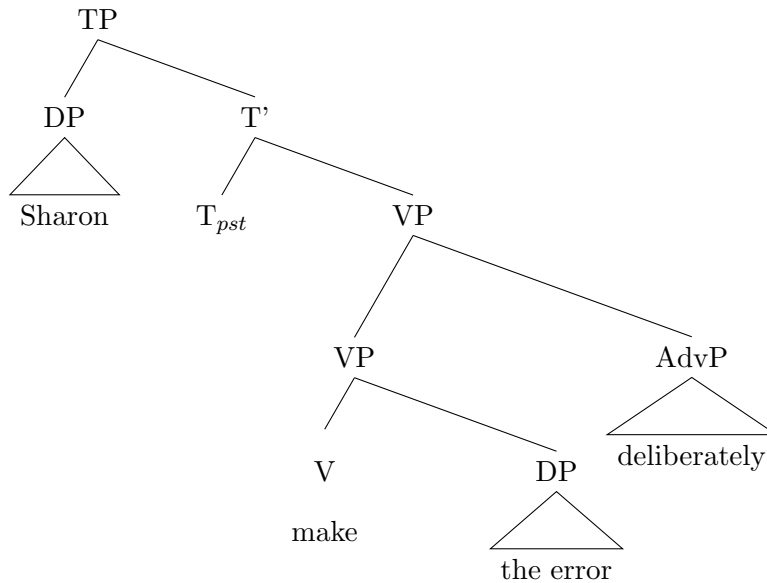 TP
DP T'
Sharon T_pst VP
VP AdvP
V DP deliberately
make the error